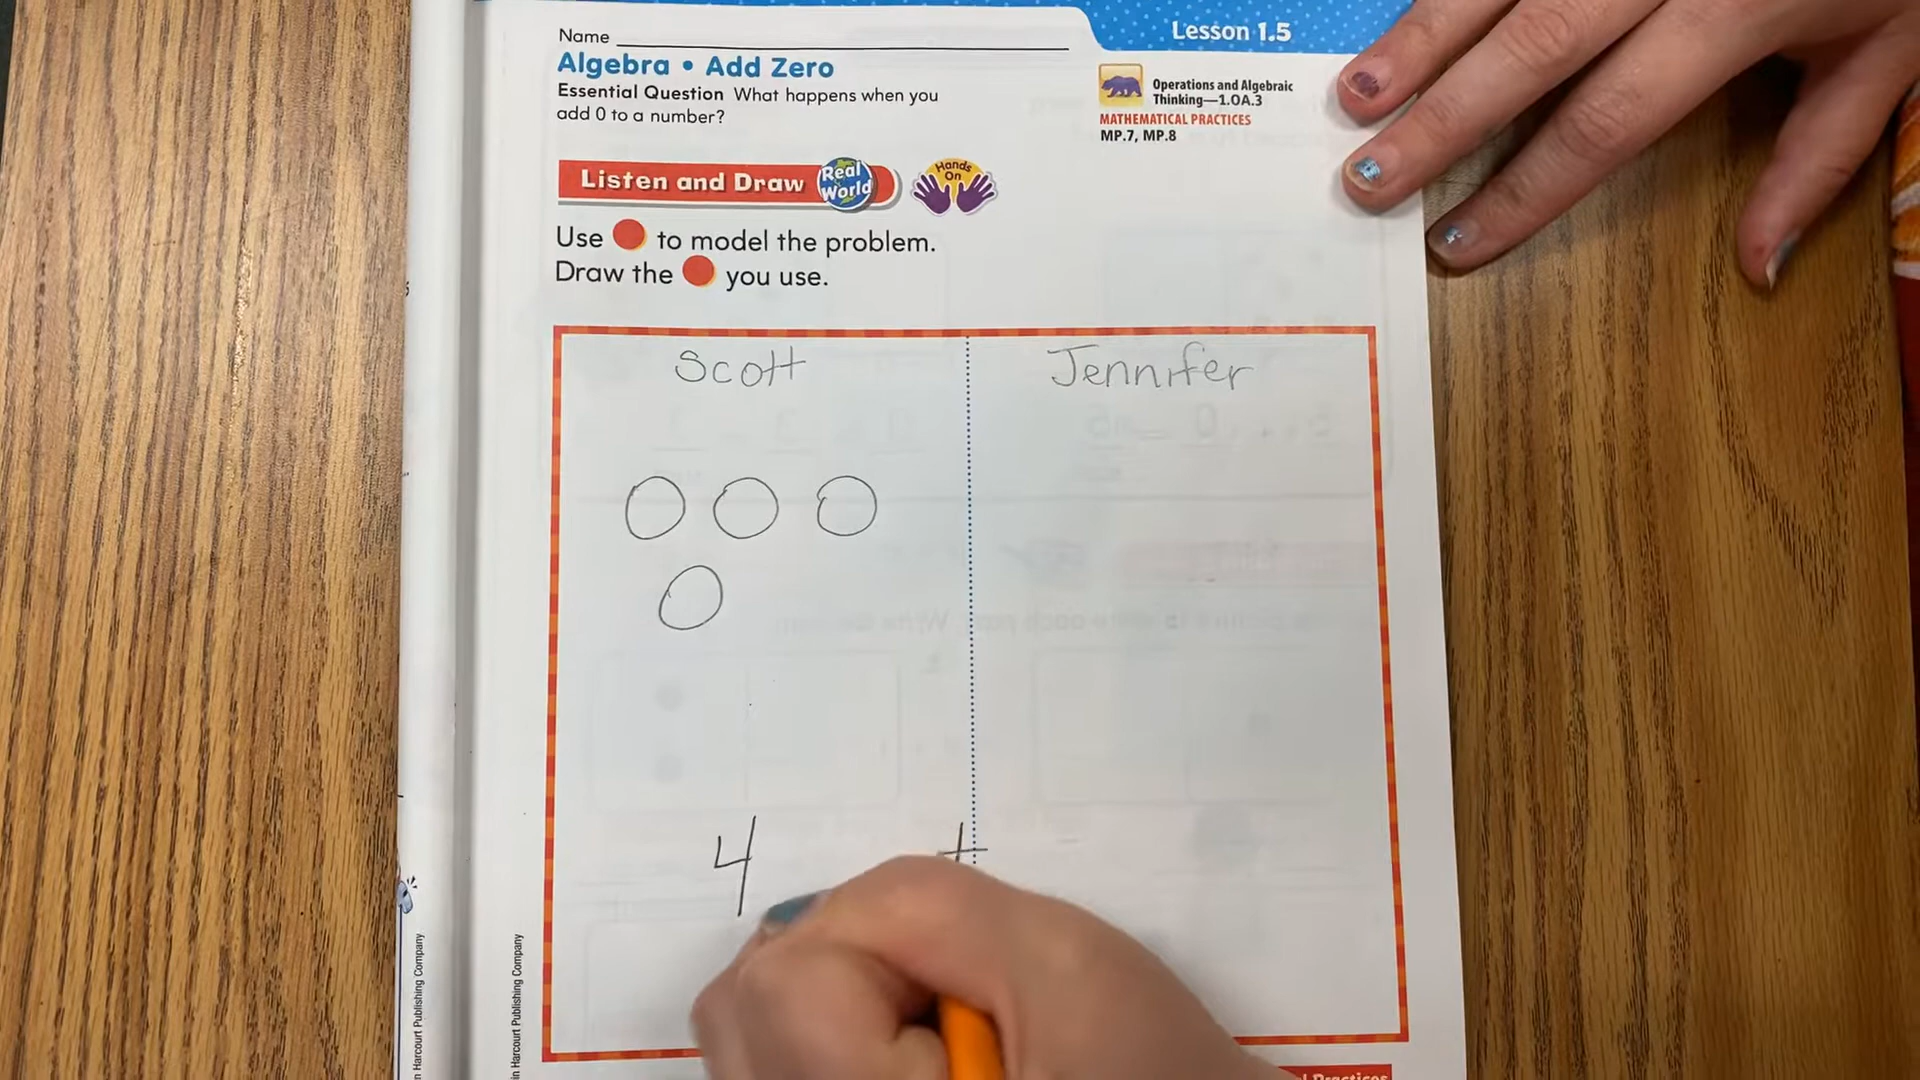 Lesson 1.5
Name
Algebra • Add Zero
Essential Question What happens when you
add 0 to a number?
Operations and Algebraic
Thinking—1.OA.3
MATHEMATICAL PRACTICES
MP.7, MP.8
Listen and Draw
Real
World
Hands
On
Use to model the problem.
Draw the you use.
Scott
Jennifer
4 +
Harcourt Publishing Company
in Harcourt Publishing Company
Practices